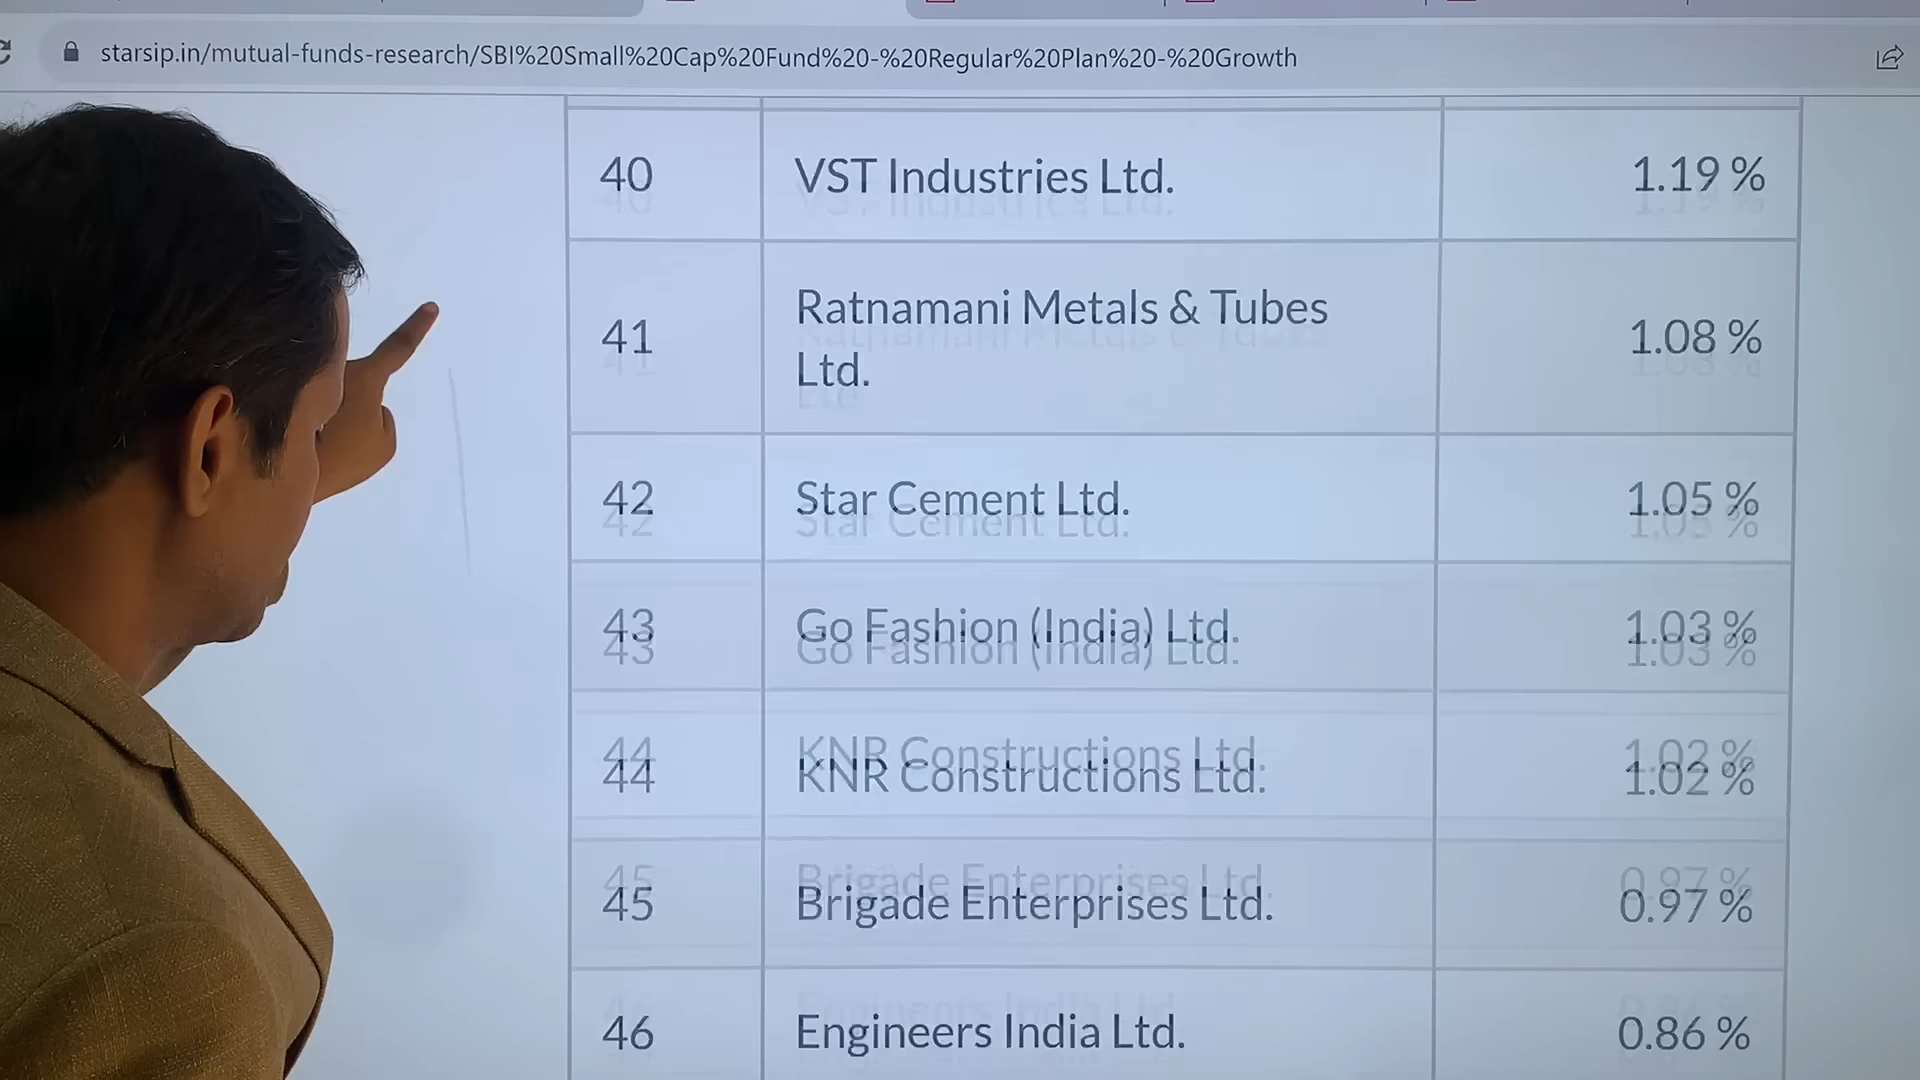 starsip.in/mutual-funds-research/SBI%20Small%20Cap%20Fund%20-%20Regular%20Plan%20-%20Growth
40 VST Industries Ltd. 1.19 %
41 Ratnamani Metals & Tubes Ltd. 1.08 %
42 Star Cement Ltd. 1.05 %
43 Go Fashion (India) Ltd. 1.03 %
44 KNR Constructions Ltd. 1.02 %
45 Brigade Enterprises Ltd. 0.97 %
46 Engineers India Ltd. 0.86 %